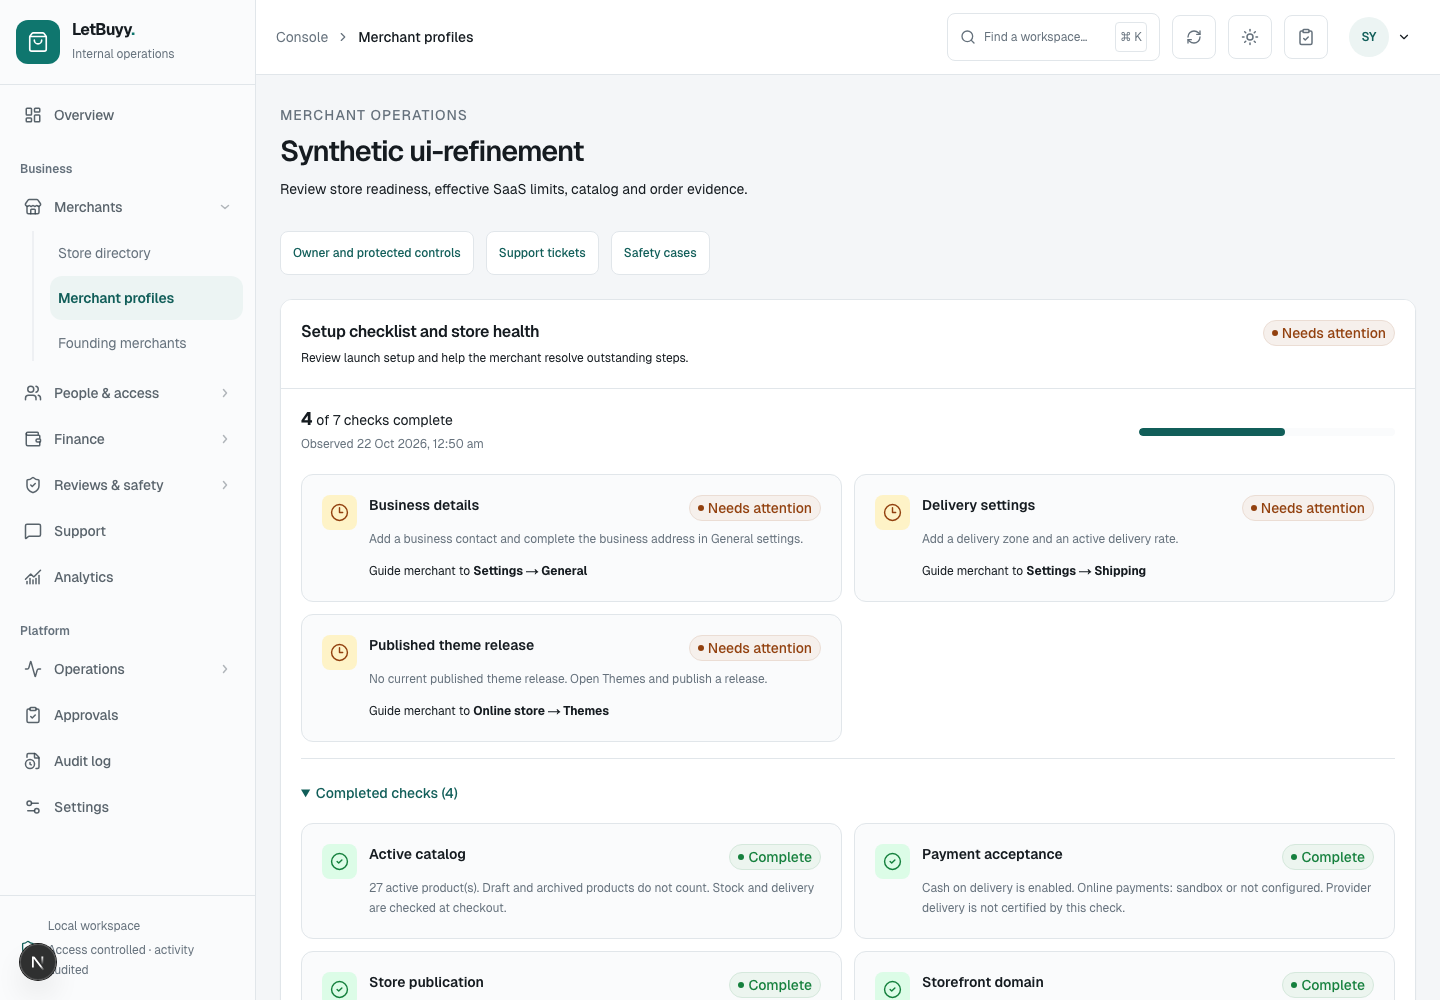 LetBuyy.
Internal operations
Overview
Business
Merchants
Store directory
Merchant profiles
Founding merchants
People & access
Finance
Reviews & safety
Support
Analytics
Platform
Operations
Approvals
Audit log
Settings
Local workspace
Access controlled · activity
audited
N
Console > Merchant profiles
Find a workspace...
⌘ K
SY
MERCHANT OPERATIONS
Synthetic ui-refinement
Review store readiness, effective SaaS limits, catalog and order evidence.
Owner and protected controls
Support tickets
Safety cases
Setup checklist and store health
Needs attention
Review launch setup and help the merchant resolve outstanding steps.
4 of 7 checks complete
Observed 22 Oct 2026, 12:50 am
Business details
Needs attention
Add a business contact and complete the business address in General settings.
Guide merchant to Settings → General
Delivery settings
Needs attention
Add a delivery zone and an active delivery rate.
Guide merchant to Settings → Shipping
Published theme release
Needs attention
No current published theme release. Open Themes and publish a release.
Guide merchant to Online store → Themes
▼ Completed checks (4)
Active catalog
Complete
27 active product(s). Draft and archived products do not count. Stock and delivery
are checked at checkout.
Payment acceptance
Complete
Cash on delivery is enabled. Online payments: sandbox or not configured. Provider
delivery is not certified by this check.
Store publication
Complete
Storefront domain
Complete